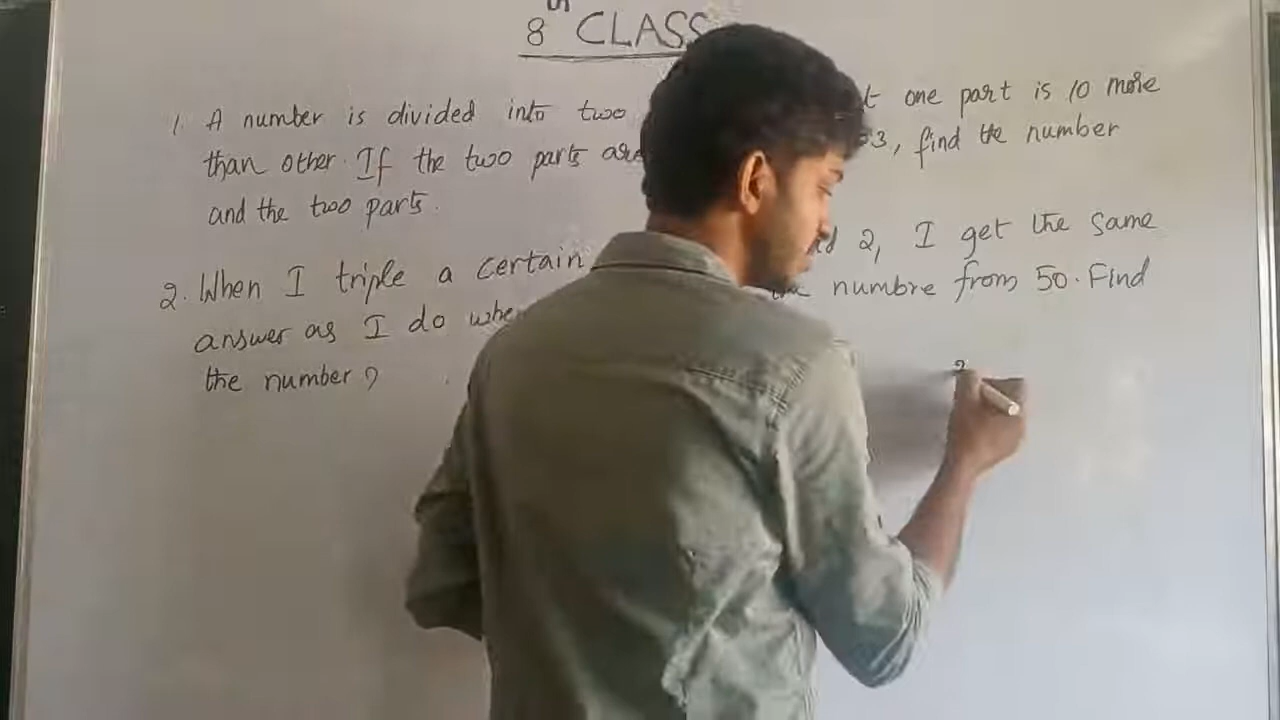 8 CLASS
1. A number is divided into two one part is 10 more
than other. If the two parts are 3, find the number
and the two parts.
2. When I triple a certain 2, I get the same
answer as I do numbre from 50. Find
the number ?